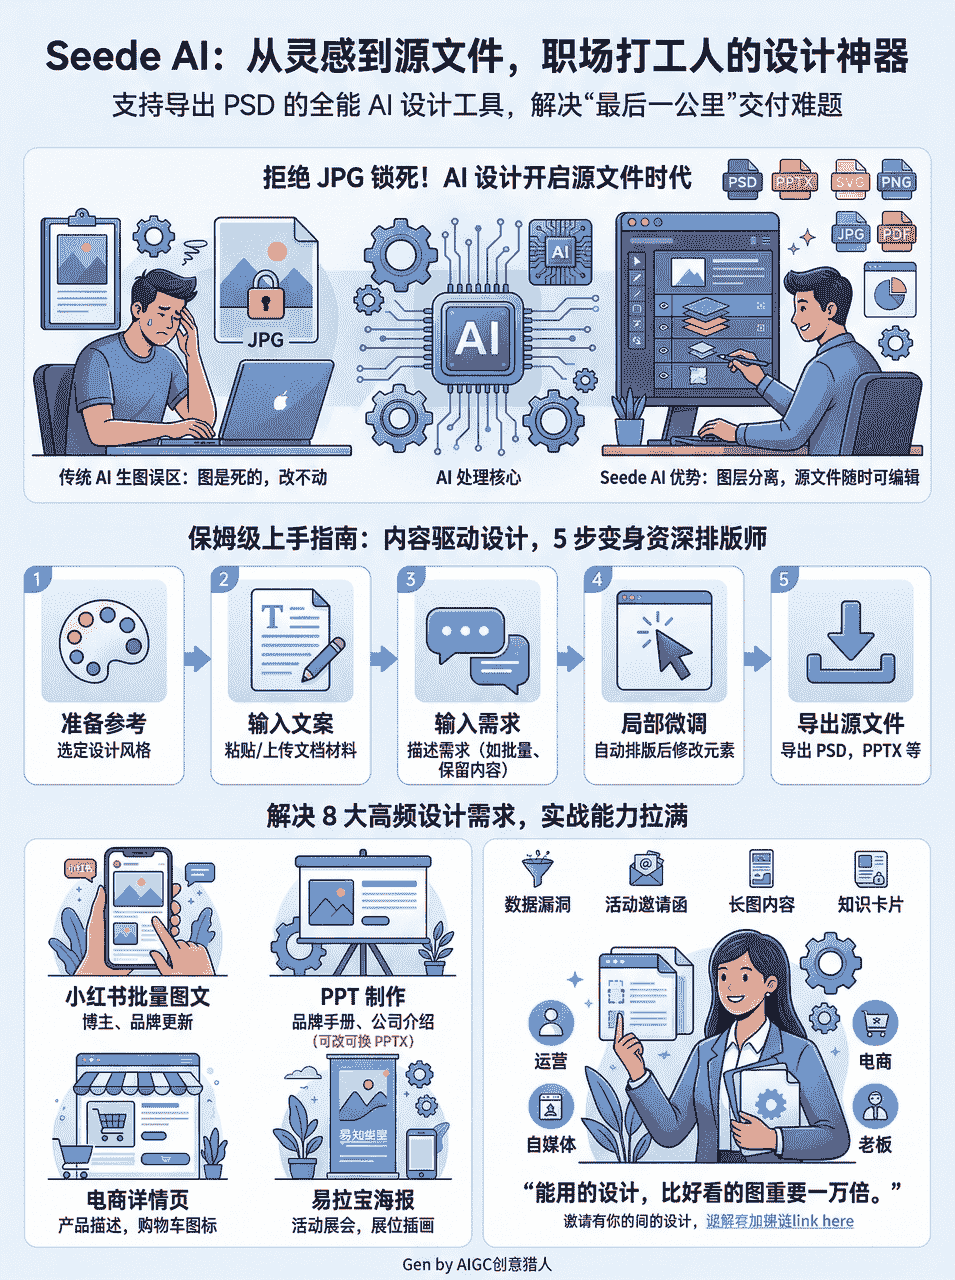 Seede AI：从灵感到源文件，职场打工人的设计神器
支持导出 PSD 的全能 AI 设计工具，解决“最后一公里”交付难题
拒绝 JPG 锁死！AI 设计开启源文件时代
PSD
PPTX
SVG
PNG
JPG
PDF
JPG
AI
AI
传统 AI 生图误区：图是死的，改不动
AI 处理核心
Seede AI 优势：图层分离，源文件随时可编辑
保姆级上手指南：内容驱动设计，5 步变身资深排版师
1
准备参考
选定设计风格
2
T
输入文案
粘贴/上传文档材料
3
输入需求
描述需求（如批量、
保留内容）
4
局部微调
自动排版后修改元素
5
导出源文件
导出 PSD，PPTX 等
解决 8 大高频设计需求，实战能力拉满
小红书批量图文
博主、品牌更新
PPT 制作
品牌手册、公司介绍
（可改可换 PPTX）
电商详情页
产品描述，购物车图标
易拉宝海报
活动展会，展位插画
数据漏洞
活动邀请函
长图内容
知识卡片
运营
电商
自媒体
老板
“能用的设计，比好看的图重要一万倍。”
邀请有你的间的设计，link here
Gen by AIGC创意猎人